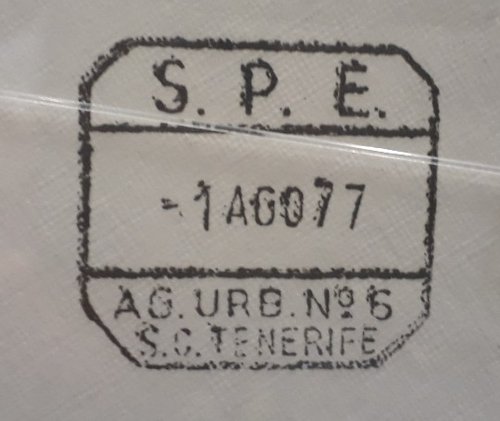 S. P. E.
-1AGO77
AG. URB. Nº 6
S.C. TENERIFE